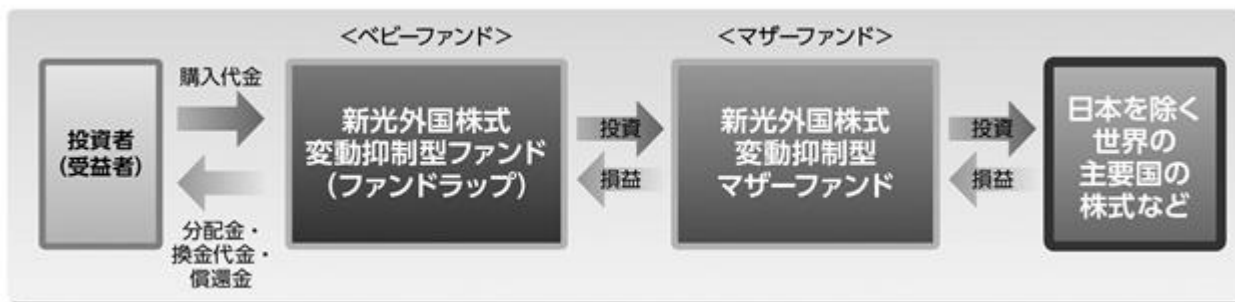 <ベビーファンド>
<マザーファンド>
投資者
(受益者)
購入代金
分配金・
換金代金・
償還金
新光外国株式
変動抑制型ファンド
(ファンドラップ)
投資
損益
新光外国株式
変動抑制型
マザーファンド
投資
損益
日本を除く
世界の
主要国の
株式など